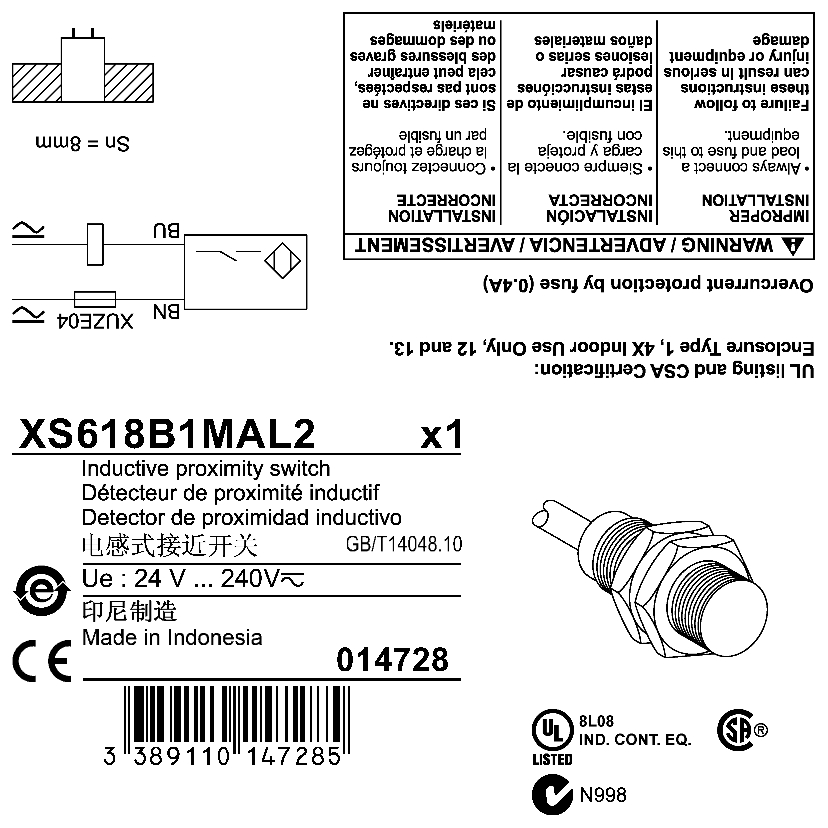 Sn = 8mm
BU
BN
XUZE04
⚠ WARNING / ADVERTENCIA / AVERTISSEMENT
IMPROPER
INSTALLATION
• Always connect a
load and fuse to this
equipment.
Failure to follow
these instructions
can result in serious
injury or equipment
damage
INSTALACIÓN
INCORRECTA
• Siempre conecte la
carga y proteja
con fusible.
El incumplimiento de
estas instrucciónes
podrá causar
lesiones serias o
daños materiales
INSTALLATION
INCORRECTE
• Connectez toujours
la charge et protégez
par un fusible
Si ces directives ne
sont pas respectées,
cela peut entraîner
des blessures graves
ou des dommages
matériels
Overcurrent protection by fuse (0.4A)
UL listing and CSA Certification:
Enclosure Type 1, 4X Indoor Use Only, 12 and 13.
XS618B1MAL2 x1
Inductive proximity switch
Détecteur de proximité inductif
Detector de proximidad inductivo
电感式接近开关 GB/T14048.10
Ue : 24 V ... 240V
印尼制造
Made in Indonesia
014728
CE
3 389110 147285
UL
LISTED
8L08
IND. CONT. EQ.
SA ®
N998